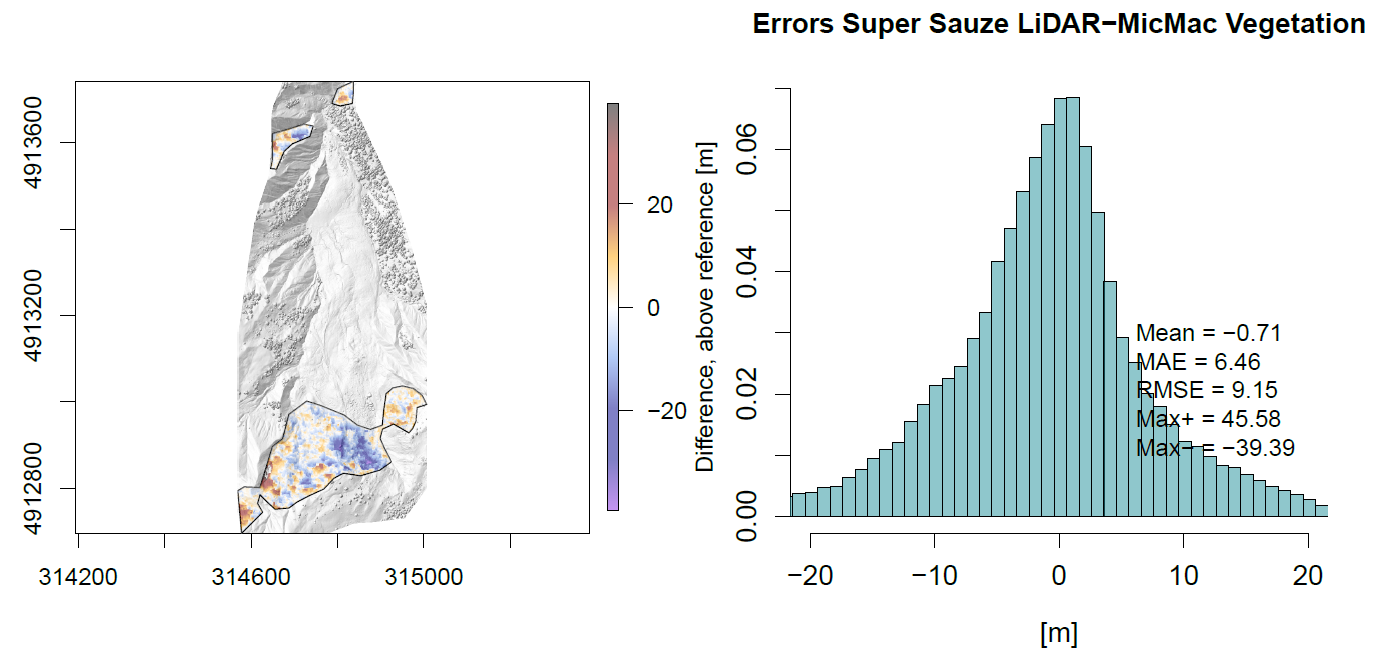 Errors Super Sauze LiDAR−MicMac Vegetation
4913600
4913200
4912800
314200
314600
315000
20
0
−20
Difference, above reference [m]
0.06
0.04
0.02
0.00
Mean = −0.71
MAE = 6.46
RMSE = 9.15
Max+ = 45.58
Max− = −39.39
−20
−10
0
10
20
[m]